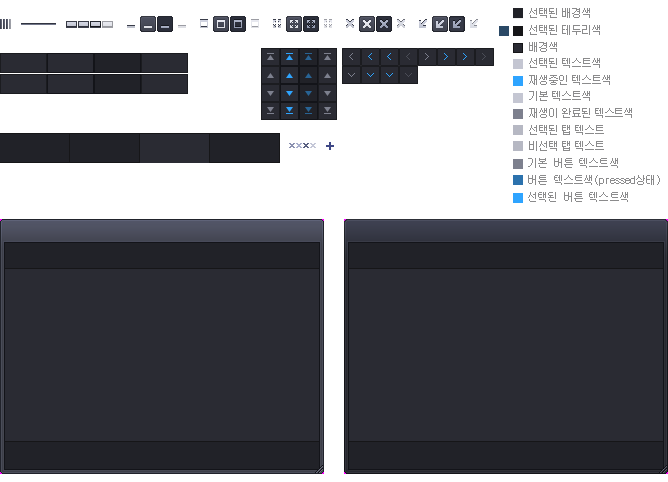 선택된 배경색
선택된 테두리색
배경색
선택된 텍스트색
재생중인 텍스트색
기본 텍스트색
재생이 완료된 텍스트색
선택된 탭 텍스트
비선택 탭 텍스트
기본 버튼 텍스트색
버튼 텍스트색(pressed상태)
선택된 버튼 텍스트색